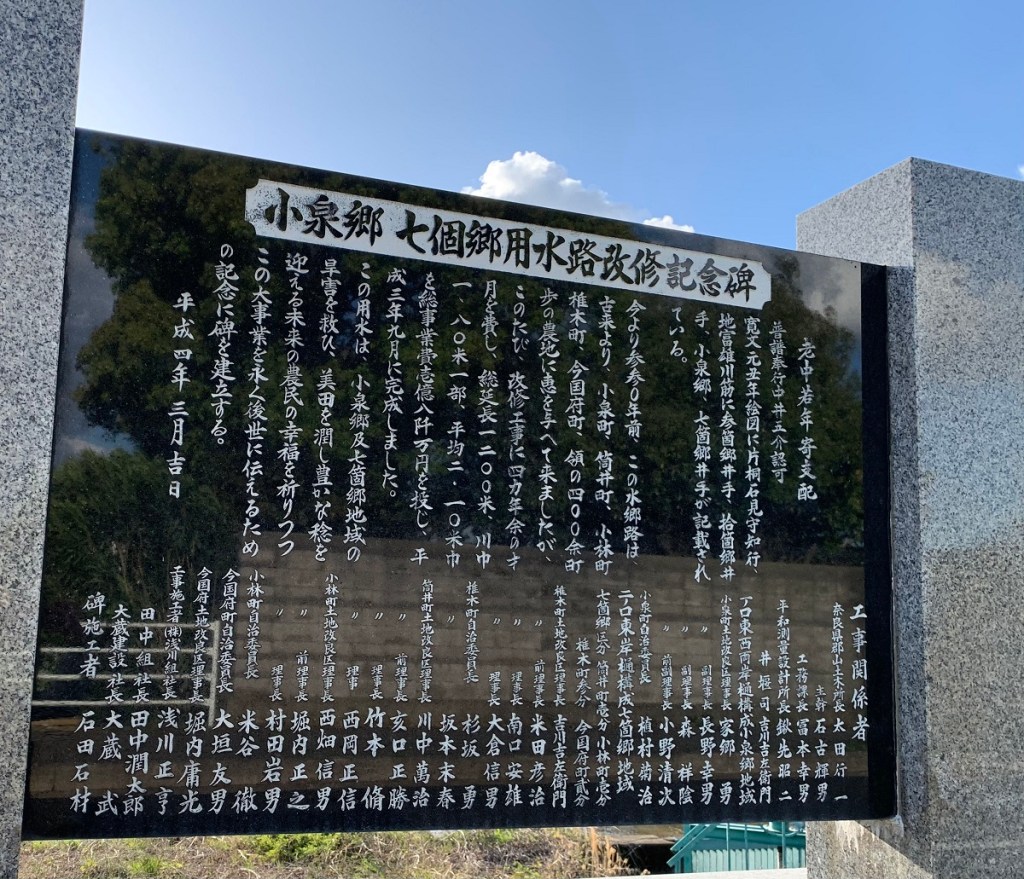 小泉郷 七個郷用水路改修記念碑
老中若年寄支配
普請奉行中井五介認可
寛文元丑年絵図に片桐石見守知行
地富雄川筋に参箇郷井手、拾箇郷井
手、小泉郷、七箇郷井手が記載され
ている。
今より参参0年前、この水郷路は、
古来より、小泉町、筒井町、小林町
椎木町、今国府町、領の四00余町
歩の農地に恵を与へて来ましたが、
このたび、改修工事に四カ年余の才
月を費し、総延長一二00米、川巾
一、八0米一部、平均二、一0米巾
を総事業費壱億八阡万円を投し、平
成三年九月に完成しました。
この用水は、小泉郷及七箇郷地域の
旱害を救ひ、美田を潤し豊かな稔を
迎える未来の農民の幸福を祈りつつ
この大事業を永く後世に伝えるため
の記念に碑を建立する。
平成四年三月吉日
工事関係者
奈良県郡山土木所長 太田行一
主幹 石古輝男
工務課長 冨本幸男
平和測量設計所長 鍬先昭二
井堰司 吉川吉左衛門
丁口東西両岸樋構成小泉郷地域
小泉町土地改良区理事長 家郷勇
〃 副理事長 長野幸男
〃 前副理事長 小野清次
〃 副理事 森祥陰
小泉町自治委員長 植村菊治
二ロ東岸樋構成七箇郷地域
七箇郷区分 筒井町壱分 小林町壱分
椎木町参分 今国府町貳分
椎木町土地改良区理事長 吉川吉左衛門
〃 前理事長 米田彦治
〃 理事 南口安雄
〃 理事 大倉信男
椎木町自治委員長 杉坂勇
坂本末春
筒井町土地改良区理事長 川中萬治
〃 前理事長 亥口正勝
〃 理事 竹本脩
〃 理事 西岡正信
小林町土地改良区理事長 西畑信男
〃 前理事長 堀内正之
〃 理事 村田岩男
小林町自治委員長 米谷徹
今国府町自治委員長 大垣友男
今国府土地改良区理事長 堀内庸光
工事施工者(株)浅川組社長 浅川正亨
田中組社長 田中潤太郎
大蔵建設社長 大蔵武
碑施工者 石田石材